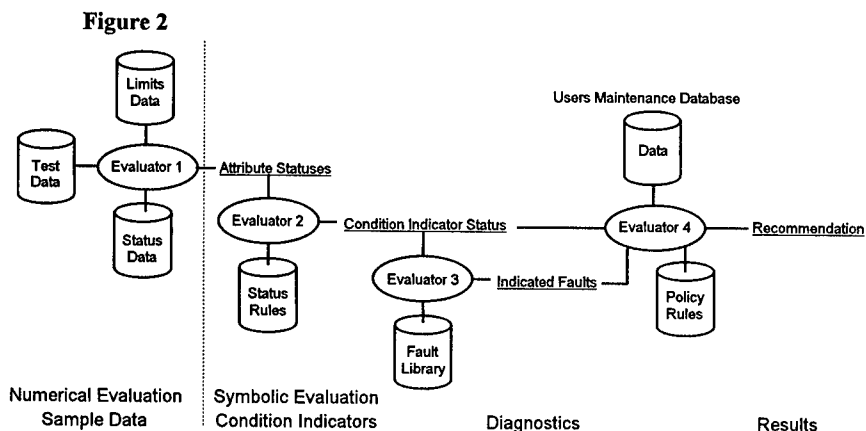 Figure 2
Limits
Data
Test
Data
Evaluator 1
Status
Data
Attribute Statuses
Evaluator 2
Status
Rules
Condition Indicator Status
Evaluator 3
Fault
Library
Indicated Faults
Users Maintenance Database
Data
Evaluator 4
Policy
Rules
Recommendation
Numerical Evaluation
Sample Data
Symbolic Evaluation
Condition Indicators
Diagnostics
Results